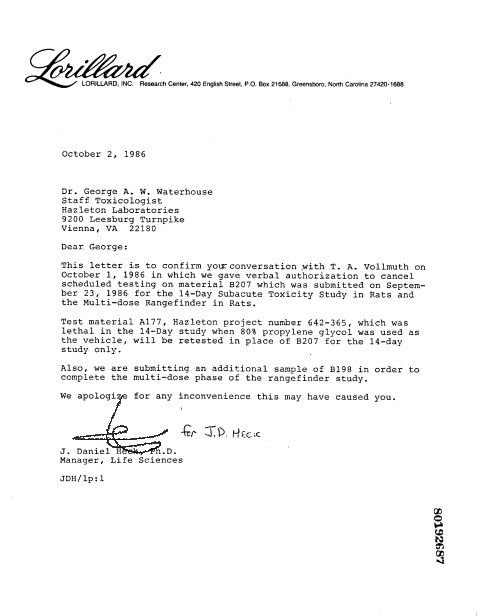 Lorillard
LORILLARD, INC. Research Center, 420 English Street, P.O. Box 21688, Greensboro, North Carolina 27420-1688
October 2, 1986
Dr. George A. W. Waterhouse
Staff Toxicologist
Hazleton Laboratories
9200 Leesburg Turnpike
Vienna, VA 22180
Dear George:
This letter is to confirm your conversation with T. A. Vollmuth on
October 1, 1986 in which we gave verbal authorization to cancel
scheduled testing on material B207 which was submitted on Septem-
ber 23, 1986 for the 14-Day Subacute Toxicity Study in Rats and
the Multi-dose Rangefinder in Rats.
Test material A177, Hazleton project number 642-365, which was
lethal in the 14-Day study when 80% propylene glycol was used as
the vehicle, will be retested in place of B207 for the 14-day
study only.
Also, we are submitting an additional sample of B198 in order to
complete the multi-dose phase of the rangefinder study.
We apologize for any inconvenience this may have caused you.
for J.D. HECK
J. Daniel Heck, Ph.D.
Manager, Life Sciences
JDH/lp:1
80192687